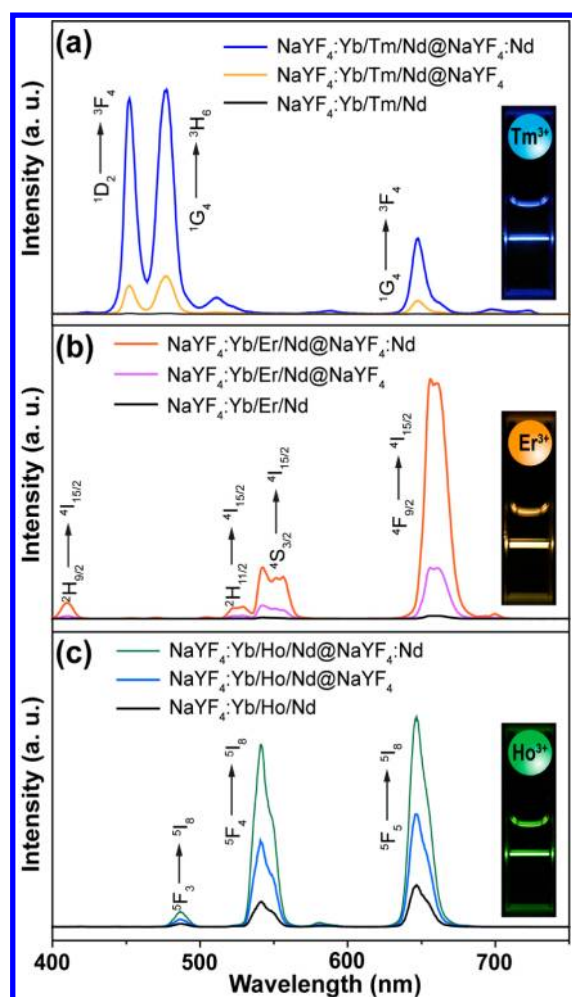 (a)
NaYF₄:Yb/Tm/Nd@NaYF₄:Nd
NaYF₄:Yb/Tm/Nd@NaYF₄
NaYF₄:Yb/Tm/Nd
Intensity (a. u.)
¹D₂ → ³F₄
¹G₄ → ³H₆
¹G₄ → ³F₄
Tm³⁺
(b)
NaYF₄:Yb/Er/Nd@NaYF₄:Nd
NaYF₄:Yb/Er/Nd@NaYF₄
NaYF₄:Yb/Er/Nd
Intensity (a. u.)
²H₉/₂ → ⁴I₁₅/₂
²H₁₁/₂ → ⁴I₁₅/₂
⁴S₃/₂ → ⁴I₁₅/₂
⁴F₉/₂ → ⁴I₁₅/₂
Er³⁺
(c)
NaYF₄:Yb/Ho/Nd@NaYF₄:Nd
NaYF₄:Yb/Ho/Nd@NaYF₄
NaYF₄:Yb/Ho/Nd
Intensity (a. u.)
⁵F₃ → ⁵I₈
⁵F₄ → ⁵I₈
⁵F₅ → ⁵I₈
Ho³⁺
400 500 600 700
Wavelength (nm)